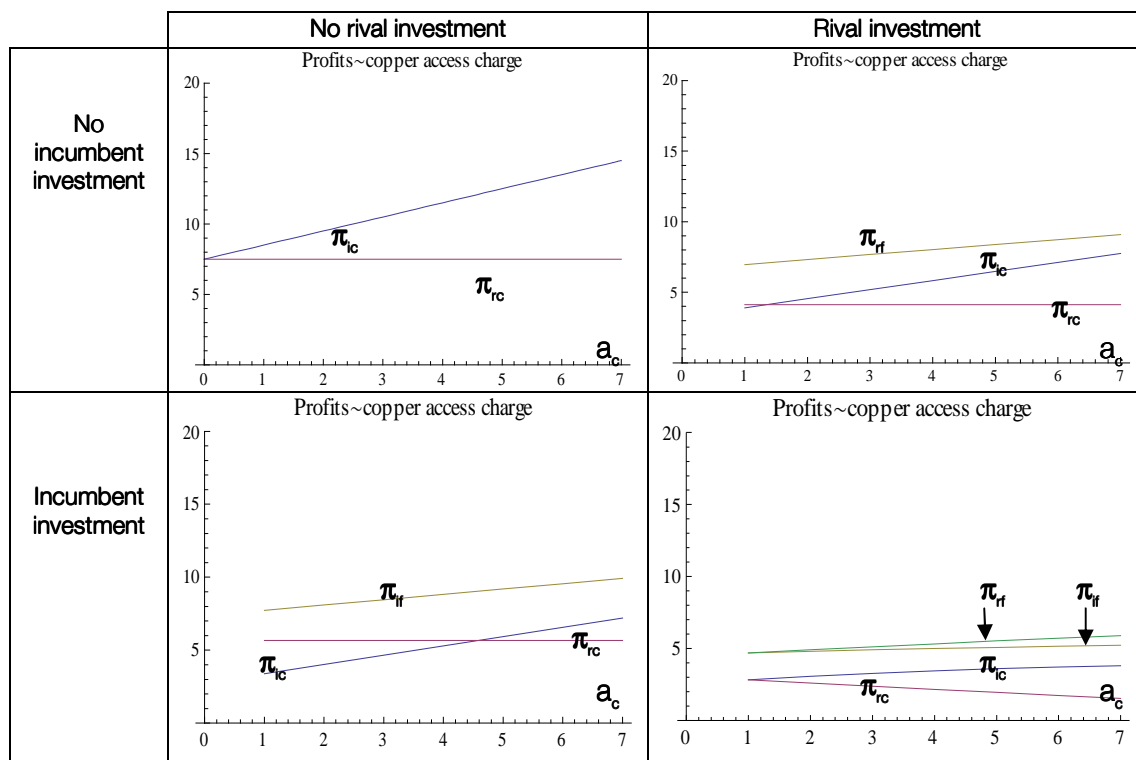 No rival investment
Rival investment
No
incumbent
investment
Profits~copper access charge
20
15
10
5
π_ic
π_rc
a_c
0 1 2 3 4 5 6 7
Profits~copper access charge
20
15
10
5
π_rf
π_ic
π_rc
a_c
0 1 2 3 4 5 6 7
Incumbent
investment
Profits~copper access charge
20
15
10
5
π_if
π_rc
π_ic
a_c
0 1 2 3 4 5 6 7
Profits~copper access charge
20
15
10
5
π_rf π_if
π_ic
π_rc
a_c
0 1 2 3 4 5 6 7